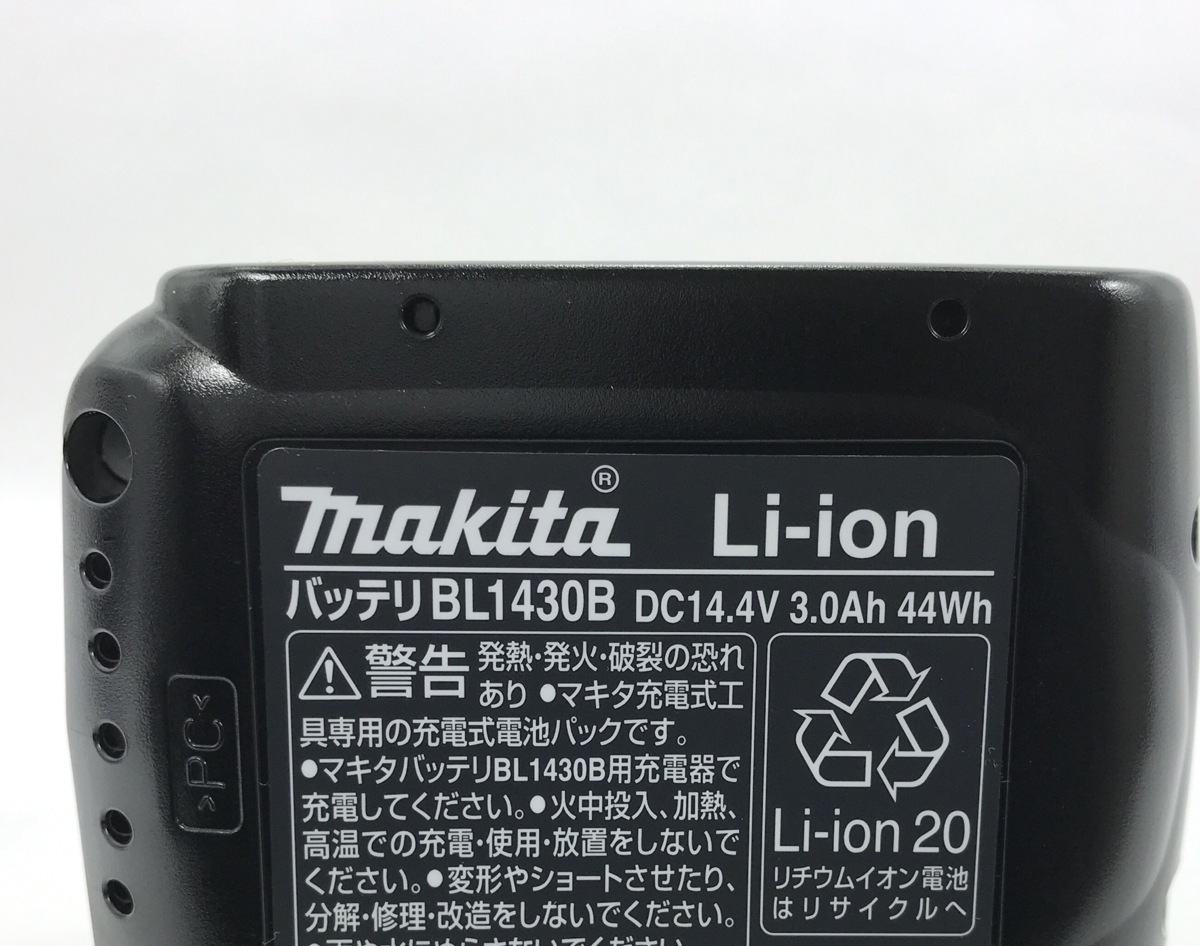 makita®
Li-ion
バッテリBL1430B DC14.4V 3.0Ah 44Wh
警告 発熱・発火・破裂の恐れ
あり ●マキタ充電式工
具専用の充電式電池パックです。
●マキタバッテリBL1430B用充電器で
充電してください。●火中投入、加熱、
高温での充電・使用・放置をしないで
ください。●変形やショートさせたり、
分解・修理・改造をしないでください。
Li-ion 20
リチウムイオン電池
はリサイクルへ
>PC<